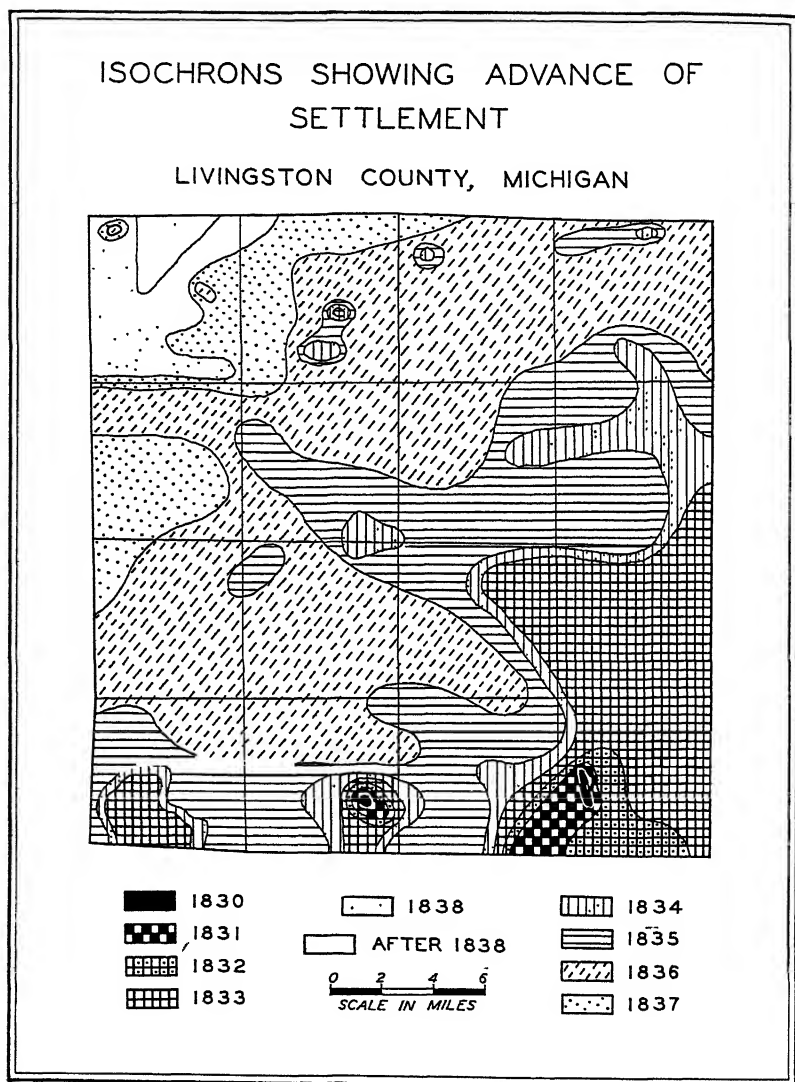 ISOCHRONS SHOWING ADVANCE OF
SETTLEMENT
LIVINGSTON COUNTY, MICHIGAN
1830
1831
1832
1833
1838
AFTER 1838
0 2 4 6
SCALE IN MILES
1834
1835
1836
1837